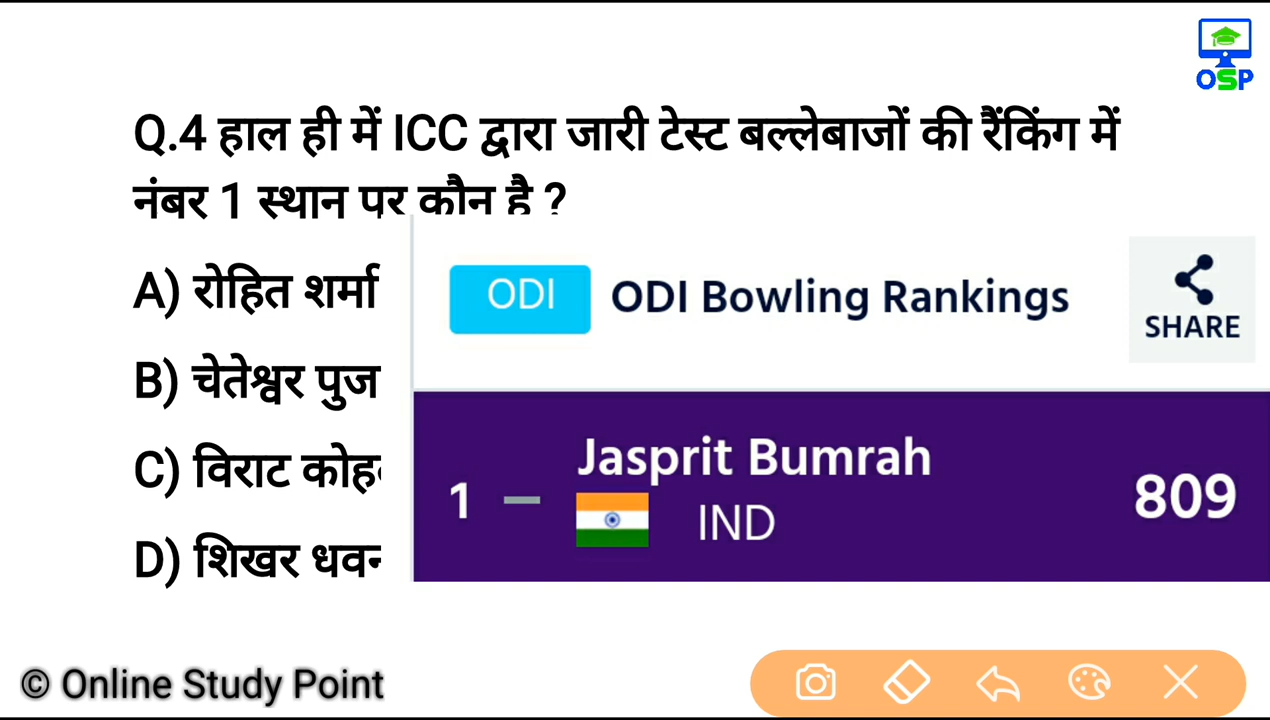 OSP
Q.4 हाल ही में ICC द्वारा जारी टेस्ट बल्लेबाजों की रैंकिंग में
नंबर 1 स्थान पर कौन है ?
A) रोहित शर्मा
B) चेतेश्वर पुज
C) विराट कोह
D) शिखर धवन
ODI ODI Bowling Rankings
SHARE
1 – Jasprit Bumrah
IND
809
© Online Study Point